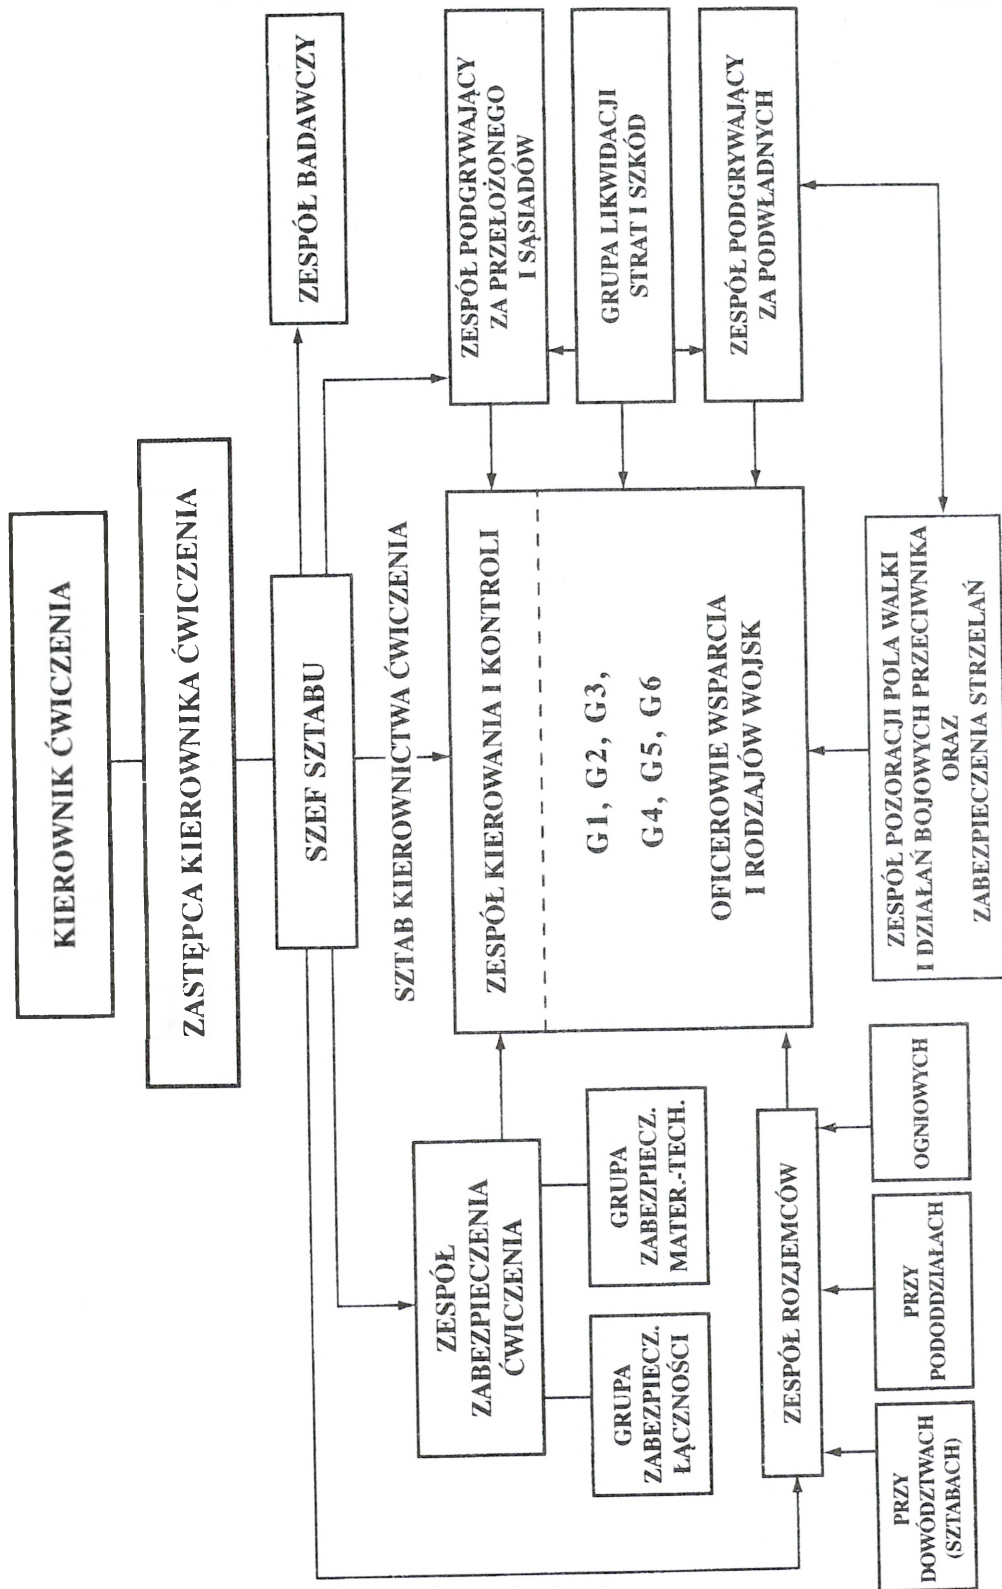 KIEROWNIK ĆWICZENIA
ZASTĘPCA KIEROWNIKA ĆWICZENIA
SZEF SZTABU
ZESPÓŁ BADAWCZY
SZTAB KIEROWNICTWA ĆWICZENIA
ZESPÓŁ
ZABEZPIECZENIA
ĆWICZENIA
GRUPA
ZABEZPIECZ.
ŁĄCZNOŚCI
GRUPA
ZABEZPIECZ.
MATER.-TECH.
ZESPÓŁ KIEROWANIA I KONTROLI
G1, G2, G3,
G4, G5, G6
OFICEROWIE WSPARCIA
I RODZAJÓW WOJSK
ZESPÓŁ PODGRYWAJĄCY
ZA PRZEŁOŻONEGO
I SĄSIADÓW
GRUPA LIKWIDACJI
STRAT I SZKÓD
ZESPÓŁ PODGRYWAJĄCY
ZA PODWŁADNYCH
ZESPÓŁ ROZJEMCÓW
PRZY
DOWÓDZTWACH
(SZTABACH)
PRZY
PODODDZIAŁACH
OGNIOWYCH
ZESPÓŁ POZORACJI POLA WALKI
I DZIAŁAŃ BOJOWYCH PRZECIWNIKA
ORAZ
ZABEZPIECZENIA STRZELAŃ